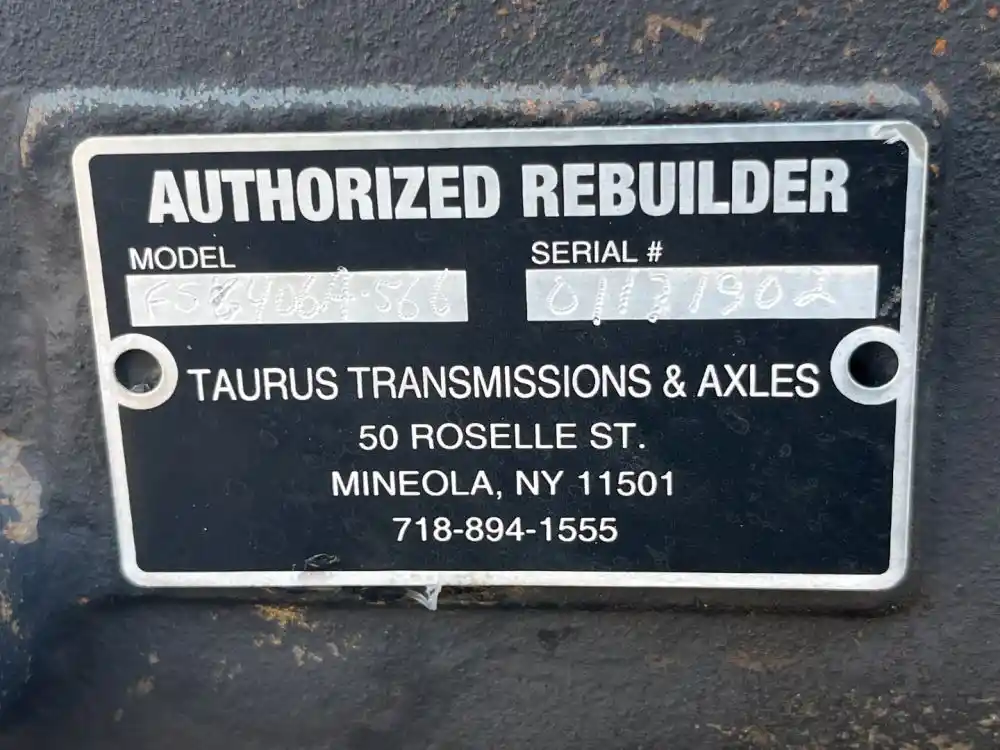 AUTHORIZED REBUILDER
MODEL SERIAL #
TAURUS TRANSMISSIONS & AXLES
50 ROSELLE ST.
MINEOLA, NY 11501
718-894-1555